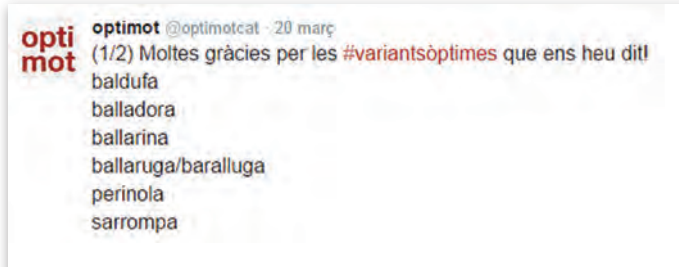 opti
mot
optimot @optimotcat · 20 març
(1/2) Moltes gràcies per les #variantsòptimes que ens heu dit!
baldufa
balladora
ballarina
ballaruga/baralluga
perinola
sarrompa